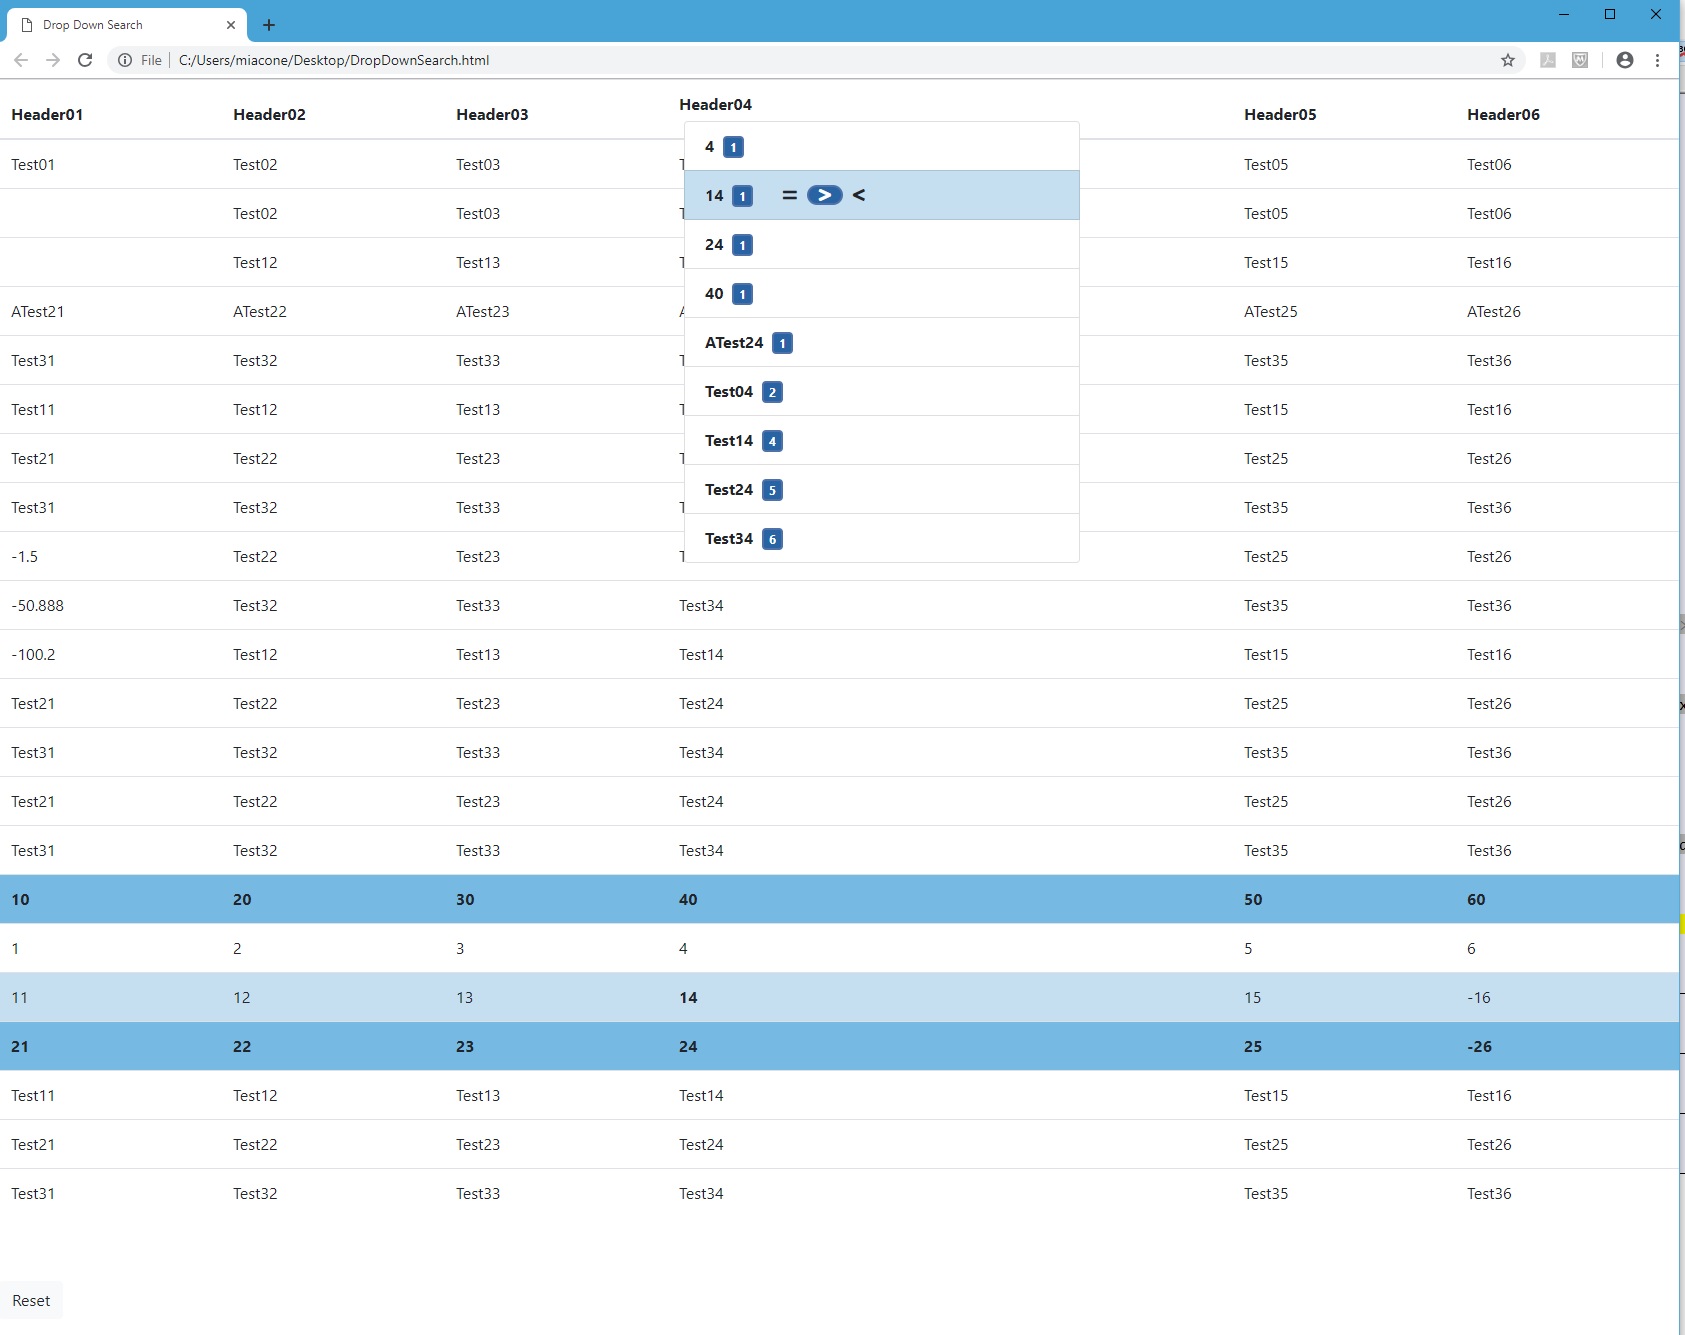 Drop Down Search
File C:/Users/miacone/Desktop/DropDownSearch.html
Header01 Header02 Header03 Header04 Header05 Header06
4 1
14 1 = > <
24 1
40 1
ATest24 1
Test04 2
Test14 4
Test24 5
Test34 6
Test01 Test02 Test03 Test05 Test06
Test02 Test03 Test05 Test06
Test12 Test13 Test15 Test16
ATest21 ATest22 ATest23 ATest25 ATest26
Test31 Test32 Test33 Test35 Test36
Test11 Test12 Test13 Test15 Test16
Test21 Test22 Test23 Test25 Test26
Test31 Test32 Test33 Test35 Test36
-1.5 Test22 Test23 Test25 Test26
-50.888 Test32 Test33 Test34 Test35 Test36
-100.2 Test12 Test13 Test14 Test15 Test16
Test21 Test22 Test23 Test24 Test25 Test26
Test31 Test32 Test33 Test34 Test35 Test36
Test21 Test22 Test23 Test24 Test25 Test26
Test31 Test32 Test33 Test34 Test35 Test36
10 20 30 40 50 60
1 2 3 4 5 6
11 12 13 14 15 -16
21 22 23 24 25 -26
Test11 Test12 Test13 Test14 Test15 Test16
Test21 Test22 Test23 Test24 Test25 Test26
Test31 Test32 Test33 Test34 Test35 Test36
Reset